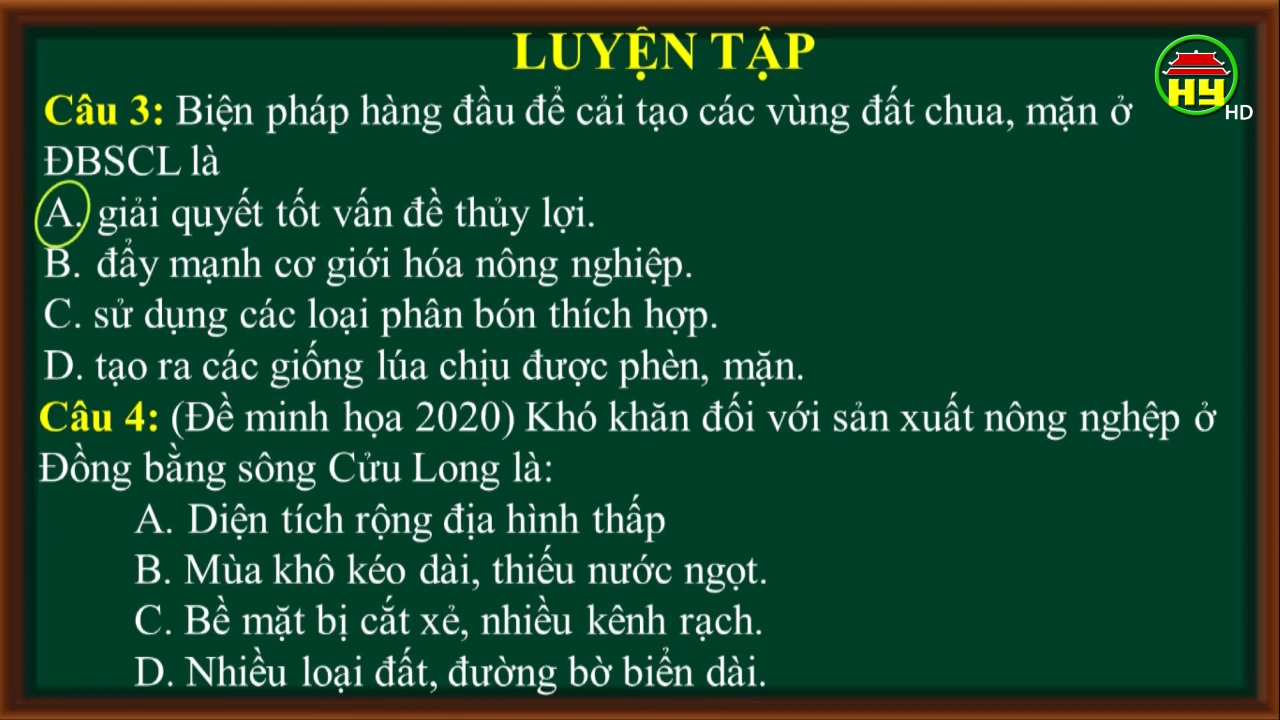 LUYỆN TẬP
HY HD
Câu 3: Biện pháp hàng đầu để cải tạo các vùng đất chua, mặn ở
ĐBSCL là
A. giải quyết tốt vấn đề thủy lợi.
B. đẩy mạnh cơ giới hóa nông nghiệp.
C. sử dụng các loại phân bón thích hợp.
D. tạo ra các giống lúa chịu được phèn, mặn.
Câu 4: (Đề minh họa 2020) Khó khăn đối với sản xuất nông nghệp ở
Đồng bằng sông Cửu Long là:
A. Diện tích rộng địa hình thấp
B. Mùa khô kéo dài, thiếu nước ngọt.
C. Bề mặt bị cắt xẻ, nhiều kênh rạch.
D. Nhiều loại đất, đường bờ biển dài.